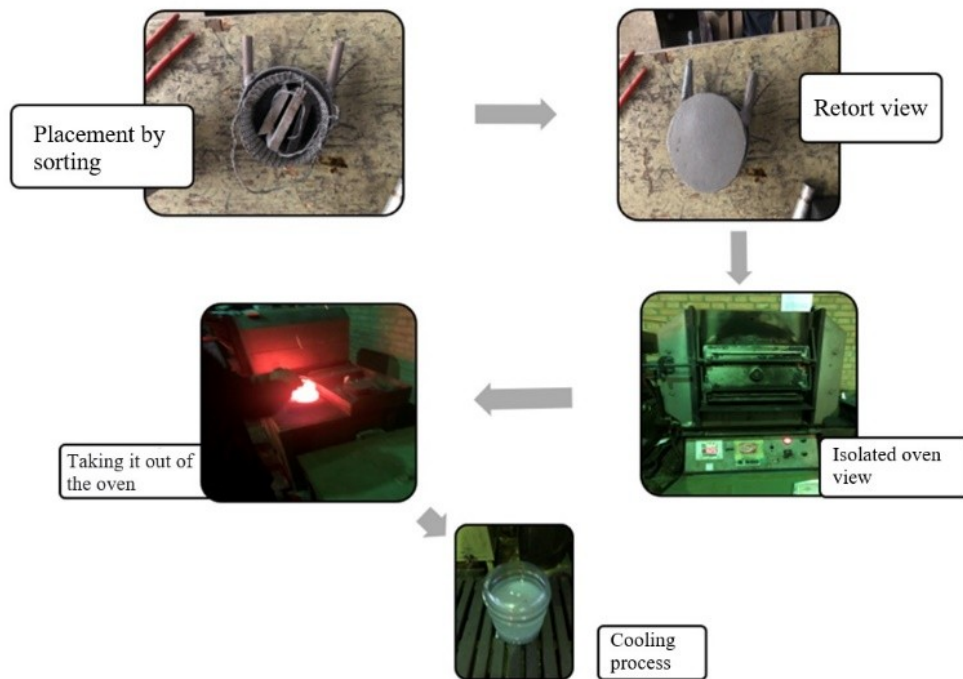 Placement by
sorting
Retort view
Isolated oven
view
Taking it out of
the oven
Cooling
process